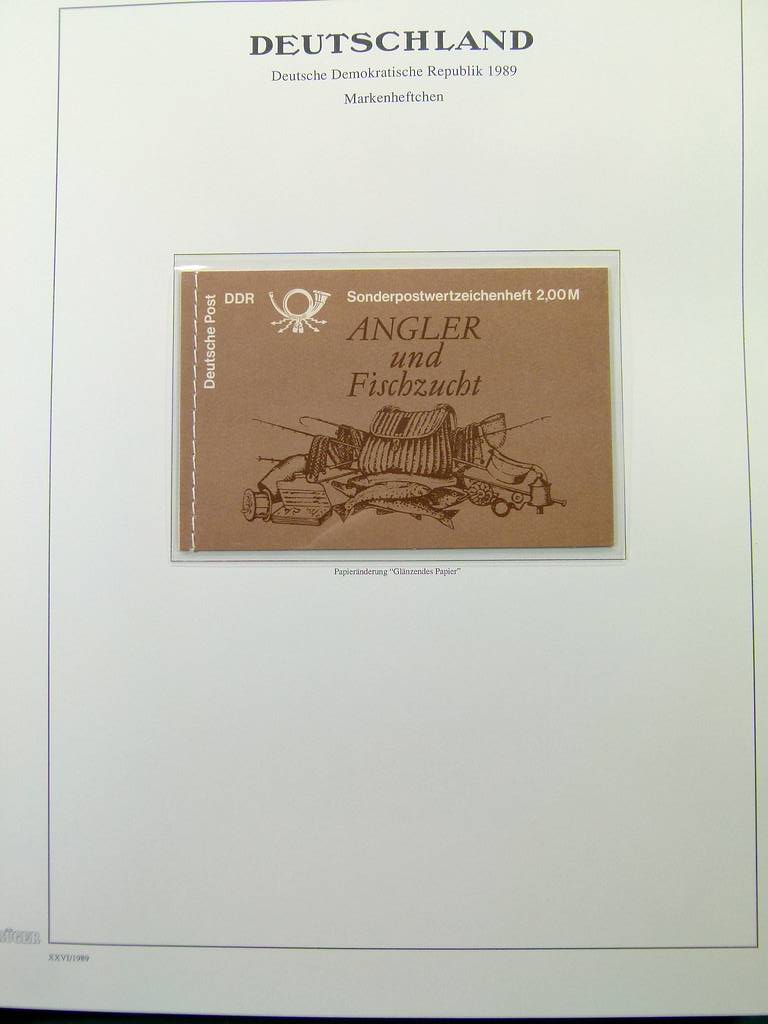 DEUTSCHLAND
Deutsche Demokratische Republik 1989
Markenheftchen
Deutsche Post
DDR
Sonderpostwertzeichenheft 2,00 M
ANGLER
und
Fischzucht
Papieränderung "Glänzendes Papier"
XXVI/1989